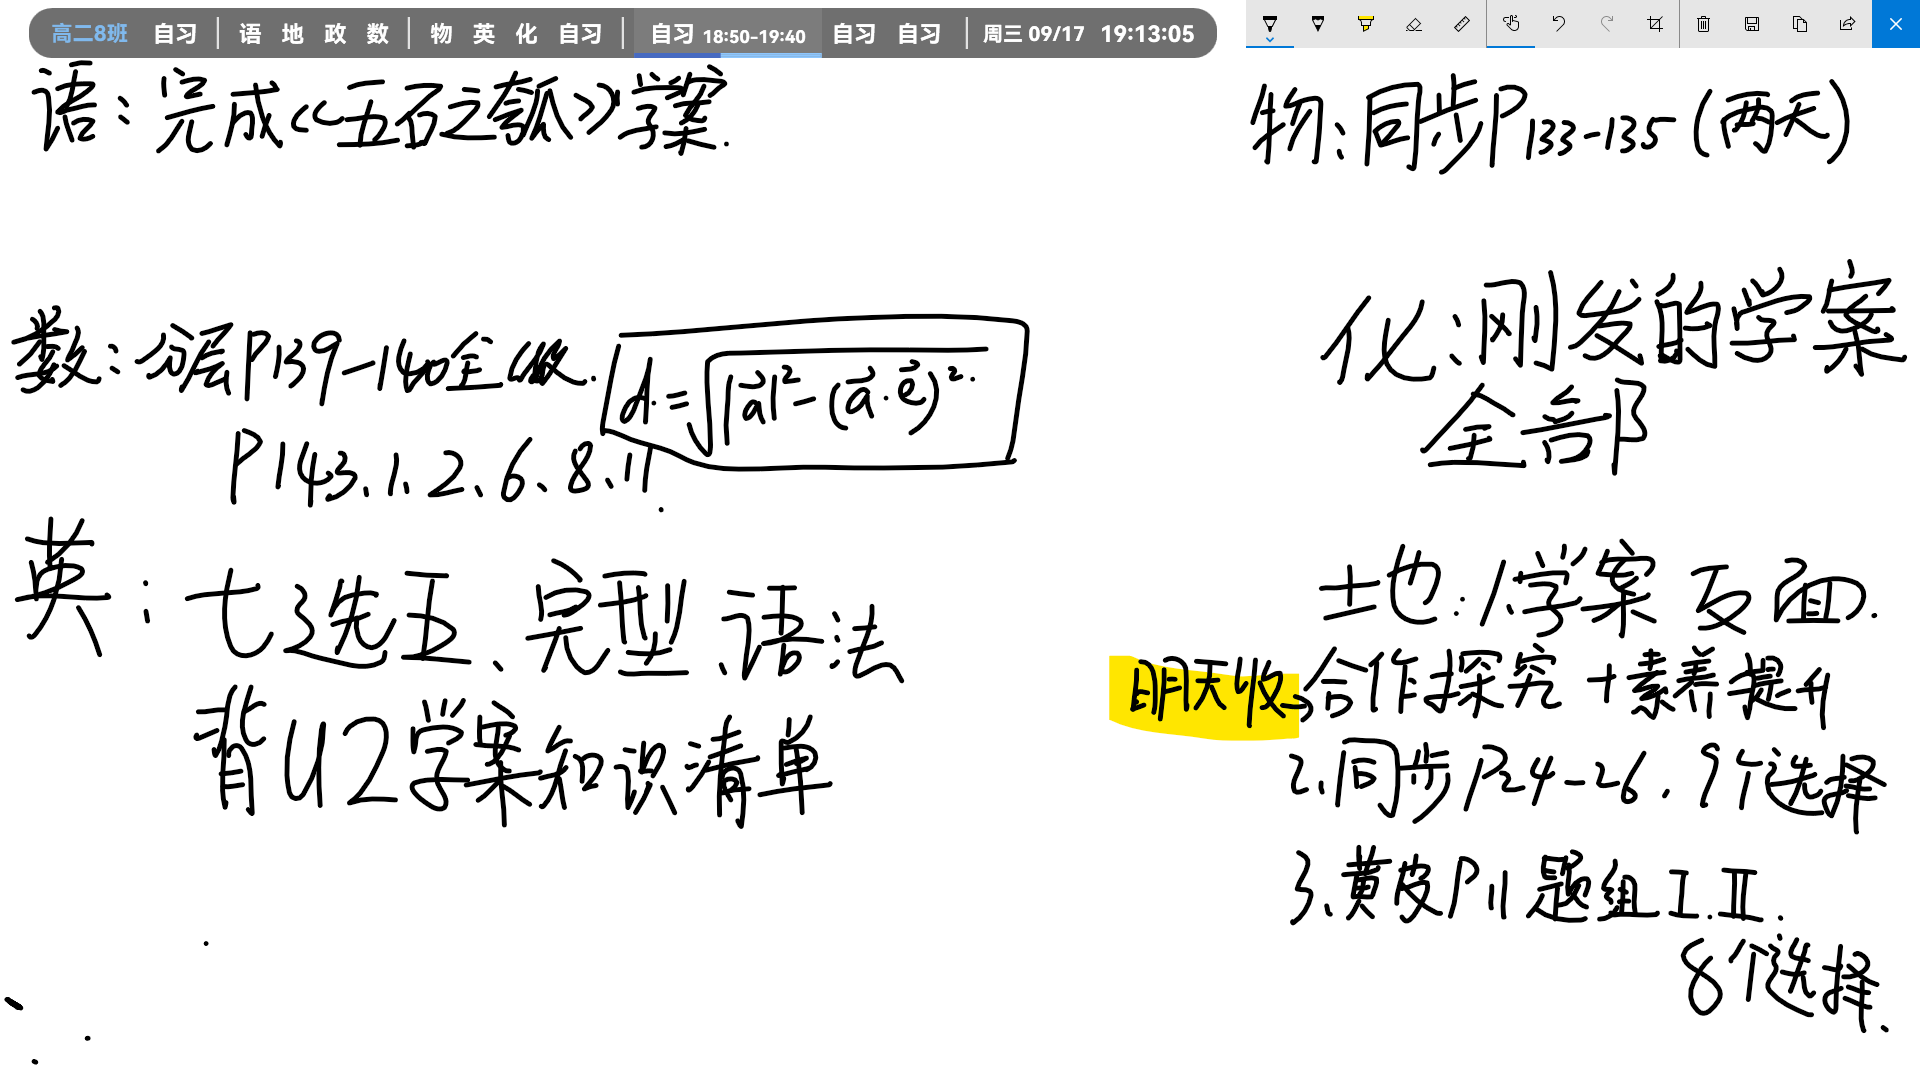 高二8班 自习 | 语 地 政 数 | 物 英 化 自习 | 自习 18:50-19:40 自习 自习 | 周三 09/17 19:13:05
语:完成《五石之瓠》学案.
数:分层P139-140全做.
d=√|a⃗|²-(a⃗·e⃗)².
P143、1、2、6、8、11.
英:七选五、完型、语法
背U2学案知识清单
物:同步P133-135(两天)
化:刚发的学案
全部
地:1.学案反面.
明天收→合作探究+素养提升
2、同步P24-26.9个选择
3、黄皮P11题组I.II.
8个选择.